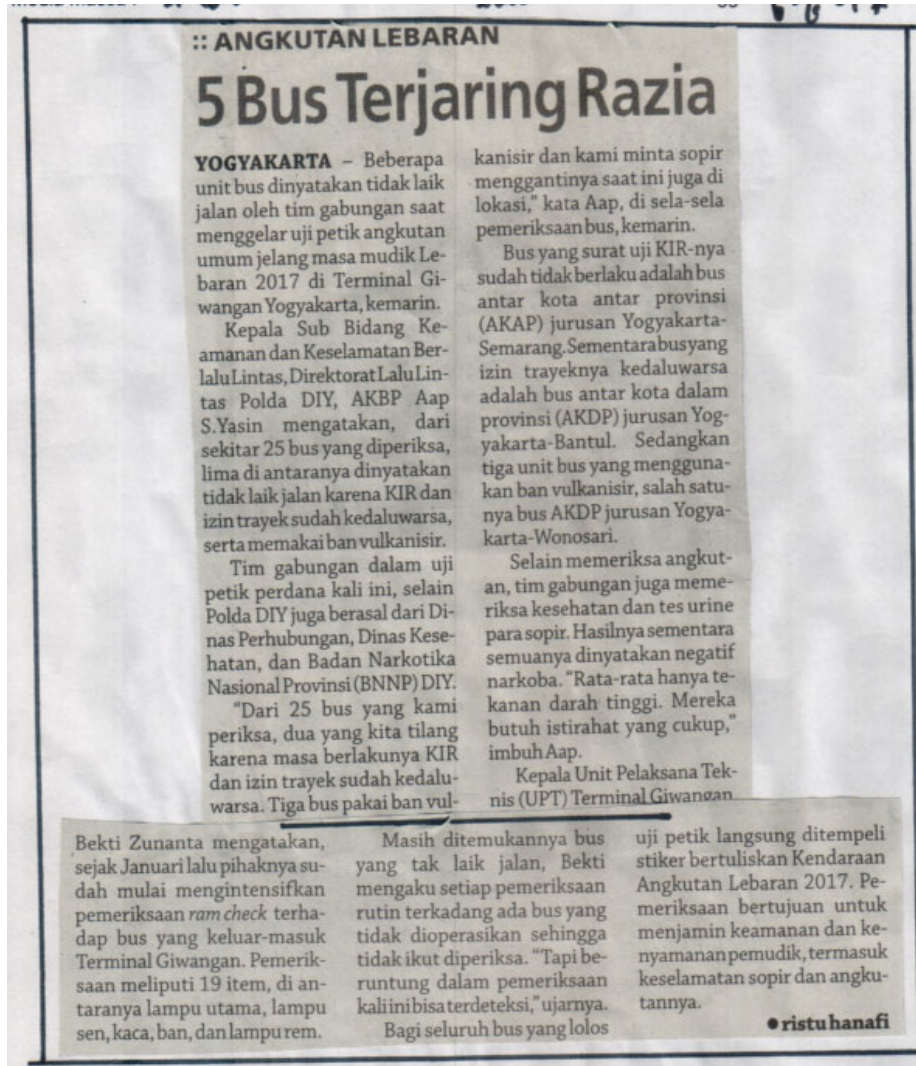 :: ANGKUTAN LEBARAN
5 Bus Terjaring Razia
YOGYAKARTA – Beberapa
unit bus dinyatakan tidak laik
jalan oleh tim gabungan saat
menggelar uji petik angkutan
umum jelang masa mudik Le-
baran 2017 di Terminal Gi-
wangan Yogyakarta, kemarin.
Kepala Sub Bidang Ke-
amanan dan Keselamatan Ber-
lalu Lintas, Direktorat Lalu Lin-
tas Polda DIY, AKBP Aap
S.Yasin mengatakan, dari
sekitar 25 bus yang diperiksa,
lima di antaranya dinyatakan
tidak laik jalan karena KIR dan
izin trayek sudah kedaluwarsa,
serta memakai ban vulkanisir.
Tim gabungan dalam uji
petik perdana kali ini, selain
Polda DIY juga berasal dari Di-
nas Perhubungan, Dinas Kese-
hatan, dan Badan Narkotika
Nasional Provinsi (BNNP) DIY.
"Dari 25 bus yang kami
periksa, dua yang kita tilang
karena masa berlakunya KIR
dan izin trayek sudah kedalu-
warsa. Tiga bus pakai ban vul-
kanisir dan kami minta sopir
menggantinya saat ini juga di
lokasi," kata Aap, di sela-sela
pemeriksaan bus, kemarin.
Bus yang surat uji KIR-nya
sudah tidak berlaku adalah bus
antar kota antar provinsi
(AKAP) jurusan Yogyakarta-
Semarang. Sementara bus yang
izin trayeknya kedaluwarsa
adalah bus antar kota dalam
provinsi (AKDP) jurusan Yog-
yakarta-Bantul. Sedangkan
tiga unit bus yang mengguna-
kan ban vulkanisir, salah satu-
nya bus AKDP jurusan Yogya-
karta-Wonosari.
Selain memeriksa angkut-
an, tim gabungan juga meme-
riksa kesehatan dan tes urine
para sopir. Hasilnya sementara
semuanya dinyatakan negatif
narkoba. "Rata-rata hanya te-
kanan darah tinggi. Mereka
butuh istirahat yang cukup,"
imbuh Aap.
Kepala Unit Pelaksana Tek-
nis (UPT) Terminal Giwangan
Bekti Zunanta mengatakan,
sejak Januari lalu pihaknya su-
dah mulai mengintensifkan
pemeriksaan ram check terha-
dap bus yang keluar-masuk
Terminal Giwangan. Pemerik-
saan meliputi 19 item, di an-
taranya lampu utama, lampu
sen, kaca, ban, dan lampu rem.
Masih ditemukannya bus
yang tak laik jalan, Bekti
mengaku setiap pemeriksaan
rutin terkadang ada bus yang
tidak dioperasikan sehingga
tidak ikut diperiksa. "Tapi be-
runtung dalam pemeriksaan
kali ini bisa terdeteksi," ujarnya.
Bagi seluruh bus yang lolos
uji petik langsung ditempeli
stiker bertuliskan Kendaraan
Angkutan Lebaran 2017. Pe-
meriksaan bertujuan untuk
menjamin keamanan dan ke-
nyamanan pemudik, termasuk
keselamatan sopir dan angku-
tannya.
● ristu hanafi